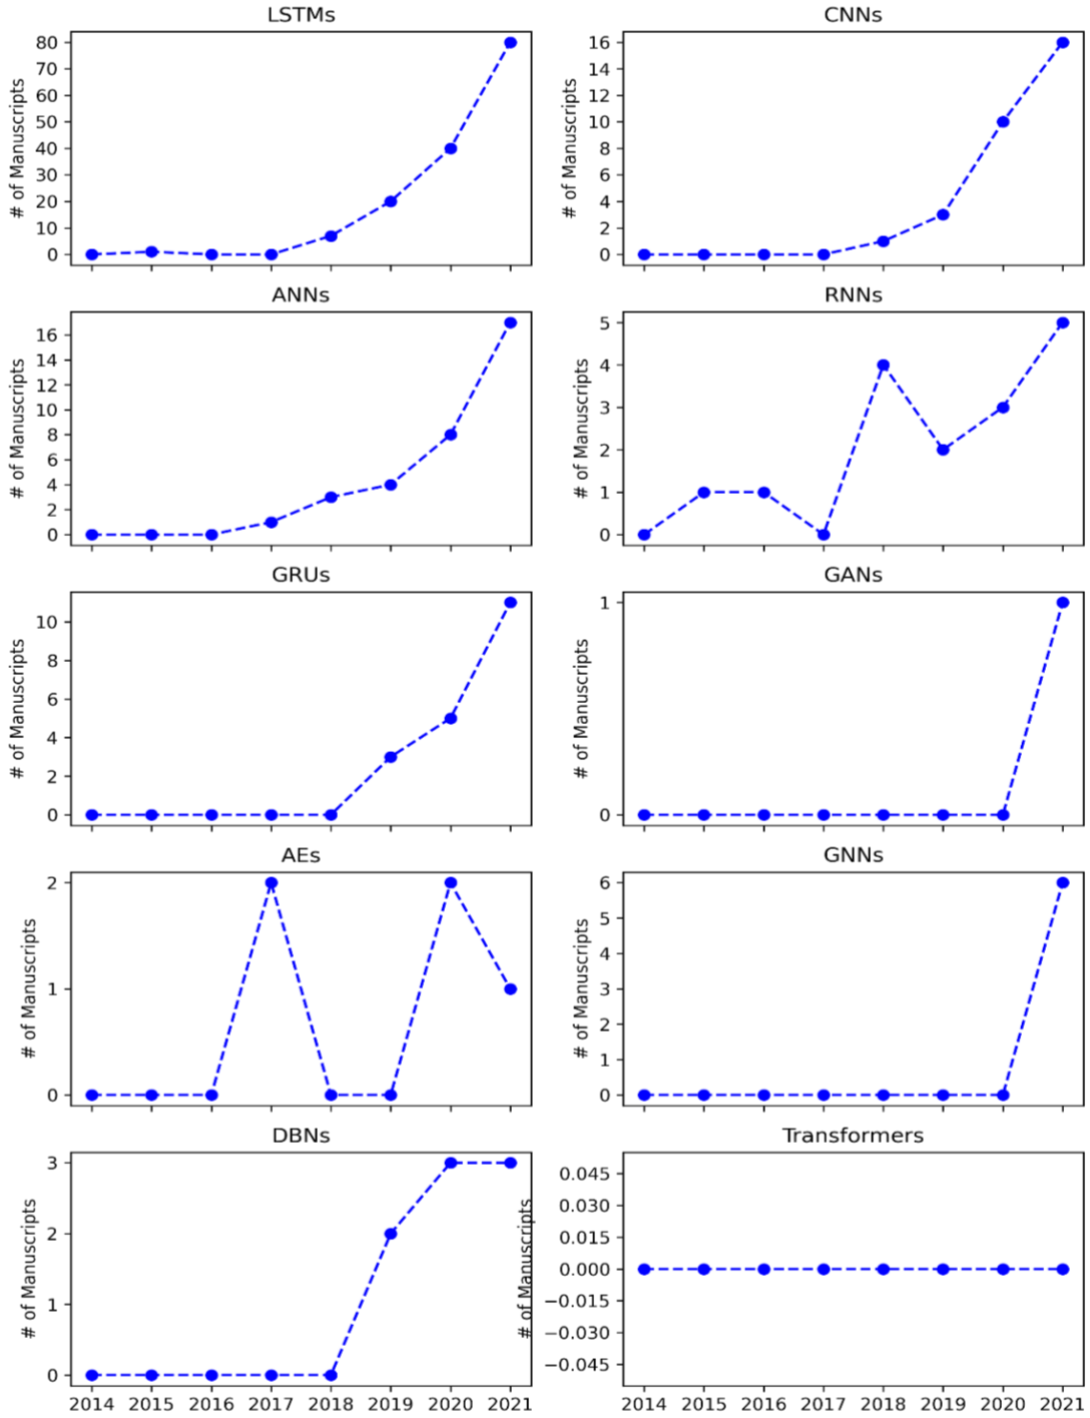 LSTMs
# of Manuscripts
80
70
60
50
40
30
20
10
0
CNNs
# of Manuscripts
16
14
12
10
8
6
4
2
0
ANNs
# of Manuscripts
16
14
12
10
8
6
4
2
0
RNNs
# of Manuscripts
5
4
3
2
1
0
GRUs
# of Manuscripts
10
8
6
4
2
0
GANs
# of Manuscripts
1
0
AEs
# of Manuscripts
2
1
0
GNNs
# of Manuscripts
6
5
4
3
2
1
0
DBNs
# of Manuscripts
3
2
1
0
2014 2015 2016 2017 2018 2019 2020 2021
Transformers
# of Manuscripts
0.045
0.030
0.015
0.000
−0.015
−0.030
−0.045
2014 2015 2016 2017 2018 2019 2020 2021